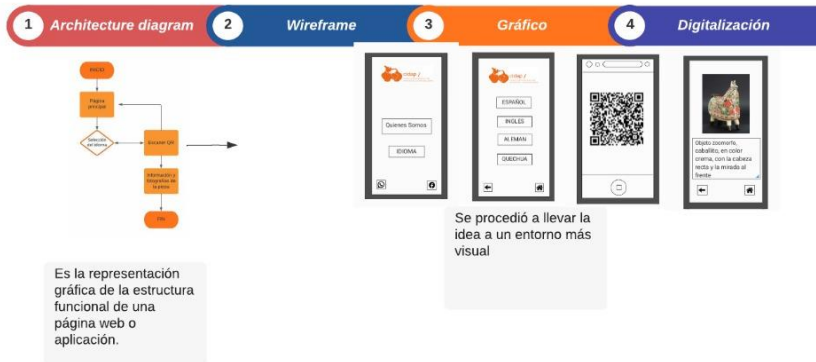 1 Architecture diagram
2 Wireframe
3 Gráfico
4 Digitalización
INICIO
Página
principal
Selección
del idioma
Escaner QR
Información y
fotografías de
la pieza
FIN
Quienes Somos
IDIOMA
ESPAÑOL
INGLES
ALEMÁN
QUECHUA
Objeto zoomorfo,
caballito, en color
crema, con la cabeza
recta y la mirada al
frente
Se procedió a llevar la
idea a un entorno más
visual
Es la representación
gráfica de la estructura
funcional de una
página web o
aplicación.